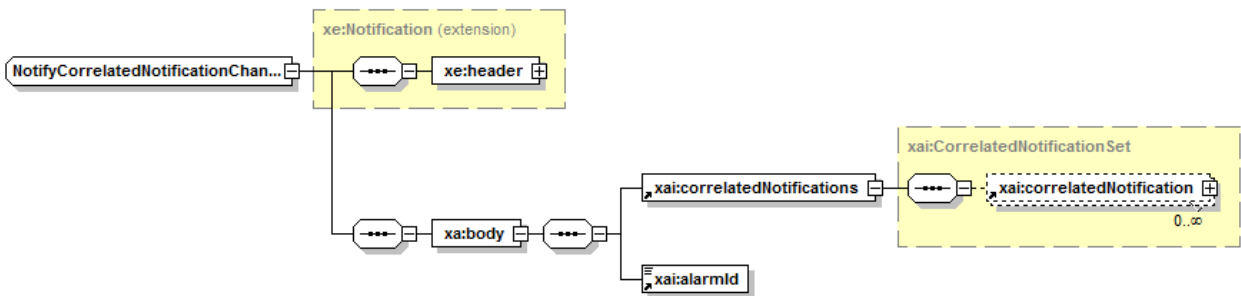 xe:Notification (extension)
NotifyCorrelatedNotificationChan...
xe:header
xai:CorrelatedNotificationSet
xai:correlatedNotifications
xai:correlatedNotification
0..∞
xa:body
xai:alarmId